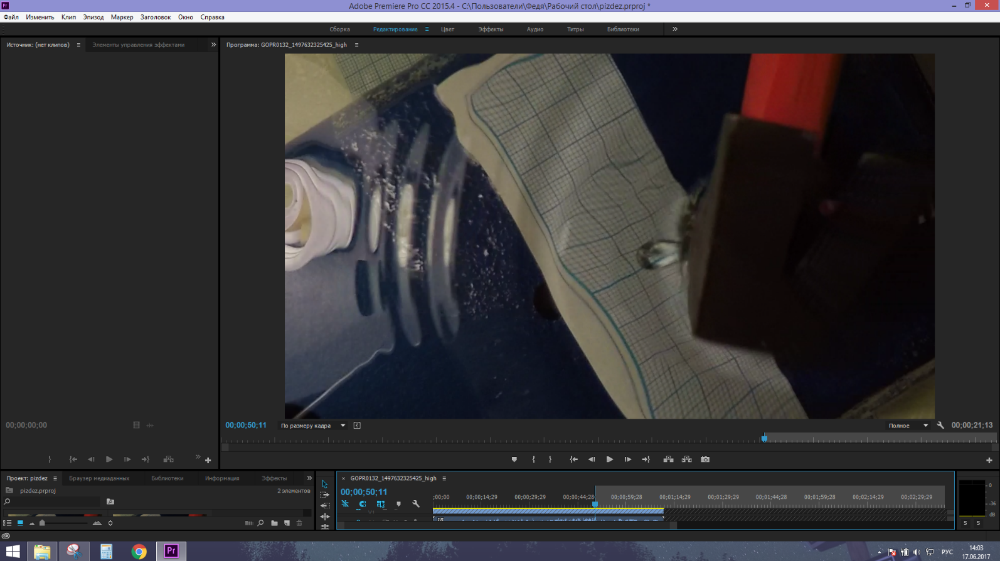 Adobe Premiere Pro CC 2015.4 - C:\Пользователи\Федя\Рабочий стол\pizdez.prproj *
Файл Изменить Клип Эпизод Маркер Заголовок Окно Справка
Сборка Редактирование Цвет Эффекты Аудио Титры Библиотеки
Источник: (нет клипов) Элементы управления эффектами
Программа: GOPR0132_1497632325425_high
00;00;00;00
00;00;50;11 По размеру кадра Полное 00;00;21;13
Проект: pizdez Браузер медиаданных Библиотеки Информация Эффекты
pizdez.prproj 2 элементов
GOPR0132_1497632325425_high
00;00;50;11
;00;00 00;00;14;29 00;00;29;29 00;00;44;28 00;00;59;28 00;01;14;29 00;01;29;29 00;01;44;28 00;01;59;28 00;02;14;29 00;02;29;29
V1
0
-36
dB
S S
Pr
РУС
14:03
17.06.2017